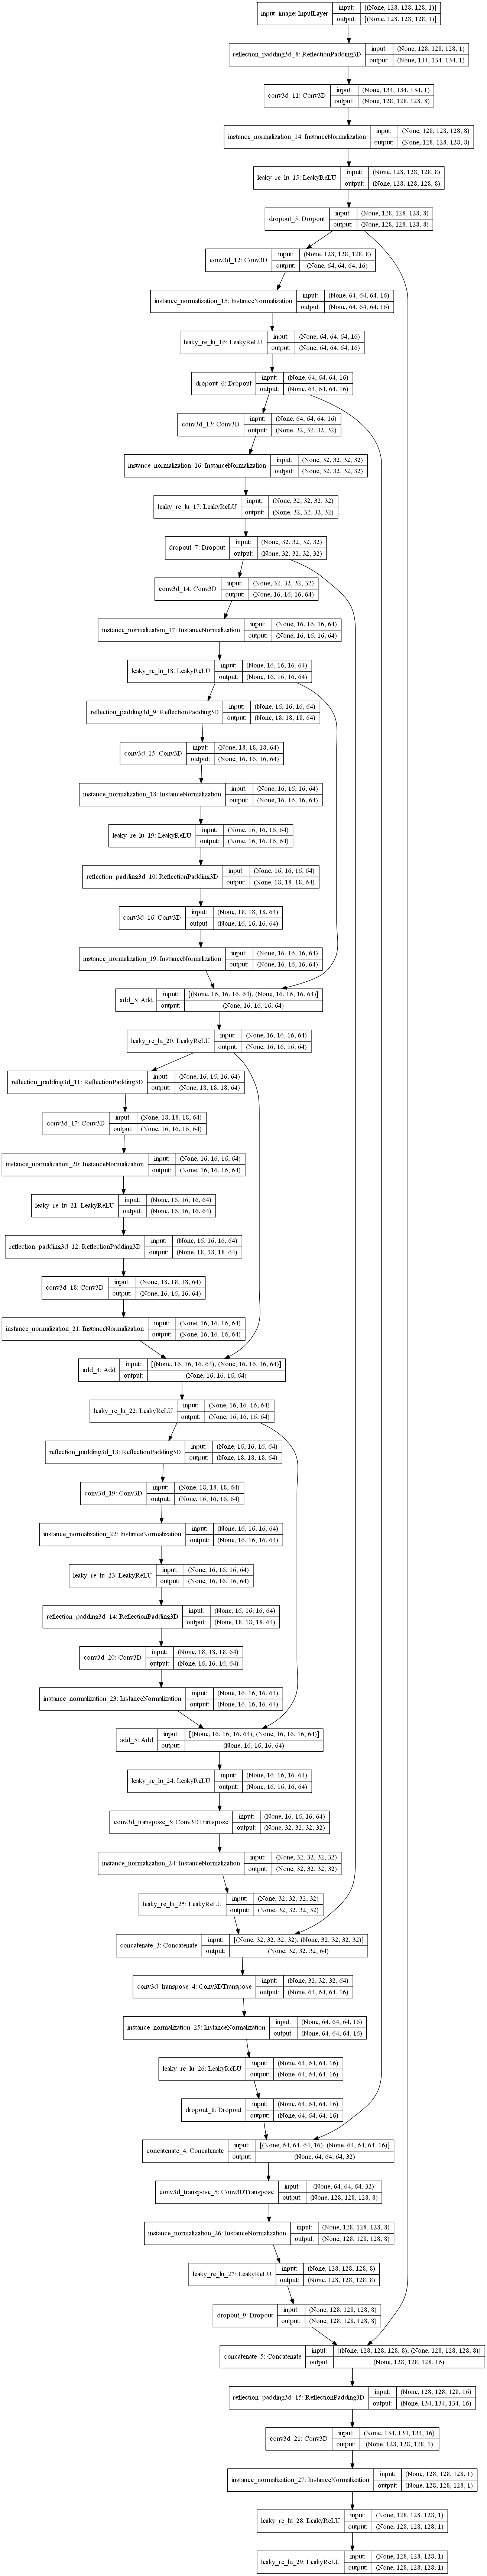 input_image: InputLayer
input: [(None, 128, 128, 128, 1)]
output: [(None, 128, 128, 128, 1)]
reflection_padding3d_8: ReflectionPadding3D
input: (None, 128, 128, 128, 1)
output: (None, 134, 134, 134, 1)
conv3d_11: Conv3D
input: (None, 134, 134, 134, 1)
output: (None, 128, 128, 128, 8)
instance_normalization_14: InstanceNormalization
input: (None, 128, 128, 128, 8)
output: (None, 128, 128, 128, 8)
leaky_re_lu_15: LeakyReLU
input: (None, 128, 128, 128, 8)
output: (None, 128, 128, 128, 8)
dropout_5: Dropout
input: (None, 128, 128, 128, 8)
output: (None, 128, 128, 128, 8)
conv3d_12: Conv3D
input: (None, 128, 128, 128, 8)
output: (None, 64, 64, 64, 16)
instance_normalization_15: InstanceNormalization
input: (None, 64, 64, 64, 16)
output: (None, 64, 64, 64, 16)
leaky_re_lu_16: LeakyReLU
input: (None, 64, 64, 64, 16)
output: (None, 64, 64, 64, 16)
dropout_6: Dropout
input: (None, 64, 64, 64, 16)
output: (None, 64, 64, 64, 16)
conv3d_13: Conv3D
input: (None, 64, 64, 64, 16)
output: (None, 32, 32, 32, 32)
instance_normalization_16: InstanceNormalization
input: (None, 32, 32, 32, 32)
output: (None, 32, 32, 32, 32)
leaky_re_lu_17: LeakyReLU
input: (None, 32, 32, 32, 32)
output: (None, 32, 32, 32, 32)
dropout_7: Dropout
input: (None, 32, 32, 32, 32)
output: (None, 32, 32, 32, 32)
conv3d_14: Conv3D
input: (None, 32, 32, 32, 32)
output: (None, 16, 16, 16, 64)
instance_normalization_17: InstanceNormalization
input: (None, 16, 16, 16, 64)
output: (None, 16, 16, 16, 64)
leaky_re_lu_18: LeakyReLU
input: (None, 16, 16, 16, 64)
output: (None, 16, 16, 16, 64)
reflection_padding3d_9: ReflectionPadding3D
input: (None, 16, 16, 16, 64)
output: (None, 18, 18, 18, 64)
conv3d_15: Conv3D
input: (None, 18, 18, 18, 64)
output: (None, 16, 16, 16, 64)
instance_normalization_18: InstanceNormalization
input: (None, 16, 16, 16, 64)
output: (None, 16, 16, 16, 64)
leaky_re_lu_19: LeakyReLU
input: (None, 16, 16, 16, 64)
output: (None, 16, 16, 16, 64)
reflection_padding3d_10: ReflectionPadding3D
input: (None, 16, 16, 16, 64)
output: (None, 18, 18, 18, 64)
conv3d_16: Conv3D
input: (None, 18, 18, 18, 64)
output: (None, 16, 16, 16, 64)
instance_normalization_19: InstanceNormalization
input: (None, 16, 16, 16, 64)
output: (None, 16, 16, 16, 64)
add_3: Add
input: [(None, 16, 16, 16, 64), (None, 16, 16, 16, 64)]
output: (None, 16, 16, 16, 64)
leaky_re_lu_20: LeakyReLU
input: (None, 16, 16, 16, 64)
output: (None, 16, 16, 16, 64)
reflection_padding3d_11: ReflectionPadding3D
input: (None, 16, 16, 16, 64)
output: (None, 18, 18, 18, 64)
conv3d_17: Conv3D
input: (None, 18, 18, 18, 64)
output: (None, 16, 16, 16, 64)
instance_normalization_20: InstanceNormalization
input: (None, 16, 16, 16, 64)
output: (None, 16, 16, 16, 64)
leaky_re_lu_21: LeakyReLU
input: (None, 16, 16, 16, 64)
output: (None, 16, 16, 16, 64)
reflection_padding3d_12: ReflectionPadding3D
input: (None, 16, 16, 16, 64)
output: (None, 18, 18, 18, 64)
conv3d_18: Conv3D
input: (None, 18, 18, 18, 64)
output: (None, 16, 16, 16, 64)
instance_normalization_21: InstanceNormalization
input: (None, 16, 16, 16, 64)
output: (None, 16, 16, 16, 64)
add_4: Add
input: [(None, 16, 16, 16, 64), (None, 16, 16, 16, 64)]
output: (None, 16, 16, 16, 64)
leaky_re_lu_22: LeakyReLU
input: (None, 16, 16, 16, 64)
output: (None, 16, 16, 16, 64)
reflection_padding3d_13: ReflectionPadding3D
input: (None, 16, 16, 16, 64)
output: (None, 18, 18, 18, 64)
conv3d_19: Conv3D
input: (None, 18, 18, 18, 64)
output: (None, 16, 16, 16, 64)
instance_normalization_22: InstanceNormalization
input: (None, 16, 16, 16, 64)
output: (None, 16, 16, 16, 64)
leaky_re_lu_23: LeakyReLU
input: (None, 16, 16, 16, 64)
output: (None, 16, 16, 16, 64)
reflection_padding3d_14: ReflectionPadding3D
input: (None, 16, 16, 16, 64)
output: (None, 18, 18, 18, 64)
conv3d_20: Conv3D
input: (None, 18, 18, 18, 64)
output: (None, 16, 16, 16, 64)
instance_normalization_23: InstanceNormalization
input: (None, 16, 16, 16, 64)
output: (None, 16, 16, 16, 64)
add_5: Add
input: [(None, 16, 16, 16, 64), (None, 16, 16, 16, 64)]
output: (None, 16, 16, 16, 64)
leaky_re_lu_24: LeakyReLU
input: (None, 16, 16, 16, 64)
output: (None, 16, 16, 16, 64)
conv3d_transpose_3: Conv3DTranspose
input: (None, 16, 16, 16, 64)
output: (None, 32, 32, 32, 32)
instance_normalization_24: InstanceNormalization
input: (None, 32, 32, 32, 32)
output: (None, 32, 32, 32, 32)
leaky_re_lu_25: LeakyReLU
input: (None, 32, 32, 32, 32)
output: (None, 32, 32, 32, 32)
concatenate_3: Concatenate
input: [(None, 32, 32, 32, 32), (None, 32, 32, 32, 32)]
output: (None, 32, 32, 32, 64)
conv3d_transpose_4: Conv3DTranspose
input: (None, 32, 32, 32, 64)
output: (None, 64, 64, 64, 16)
instance_normalization_25: InstanceNormalization
input: (None, 64, 64, 64, 16)
output: (None, 64, 64, 64, 16)
leaky_re_lu_26: LeakyReLU
input: (None, 64, 64, 64, 16)
output: (None, 64, 64, 64, 16)
dropout_8: Dropout
input: (None, 64, 64, 64, 16)
output: (None, 64, 64, 64, 16)
concatenate_4: Concatenate
input: [(None, 64, 64, 64, 16), (None, 64, 64, 64, 16)]
output: (None, 64, 64, 64, 32)
conv3d_transpose_5: Conv3DTranspose
input: (None, 64, 64, 64, 32)
output: (None, 128, 128, 128, 8)
instance_normalization_26: InstanceNormalization
input: (None, 128, 128, 128, 8)
output: (None, 128, 128, 128, 8)
leaky_re_lu_27: LeakyReLU
input: (None, 128, 128, 128, 8)
output: (None, 128, 128, 128, 8)
dropout_9: Dropout
input: (None, 128, 128, 128, 8)
output: (None, 128, 128, 128, 8)
concatenate_5: Concatenate
input: [(None, 128, 128, 128, 8), (None, 128, 128, 128, 8)]
output: (None, 128, 128, 128, 16)
reflection_padding3d_15: ReflectionPadding3D
input: (None, 128, 128, 128, 16)
output: (None, 134, 134, 134, 16)
conv3d_21: Conv3D
input: (None, 134, 134, 134, 16)
output: (None, 128, 128, 128, 1)
instance_normalization_27: InstanceNormalization
input: (None, 128, 128, 128, 1)
output: (None, 128, 128, 128, 1)
leaky_re_lu_28: LeakyReLU
input: (None, 128, 128, 128, 1)
output: (None, 128, 128, 128, 1)
leaky_re_lu_29: LeakyReLU
input: (None, 128, 128, 128, 1)
output: (None, 128, 128, 128, 1)